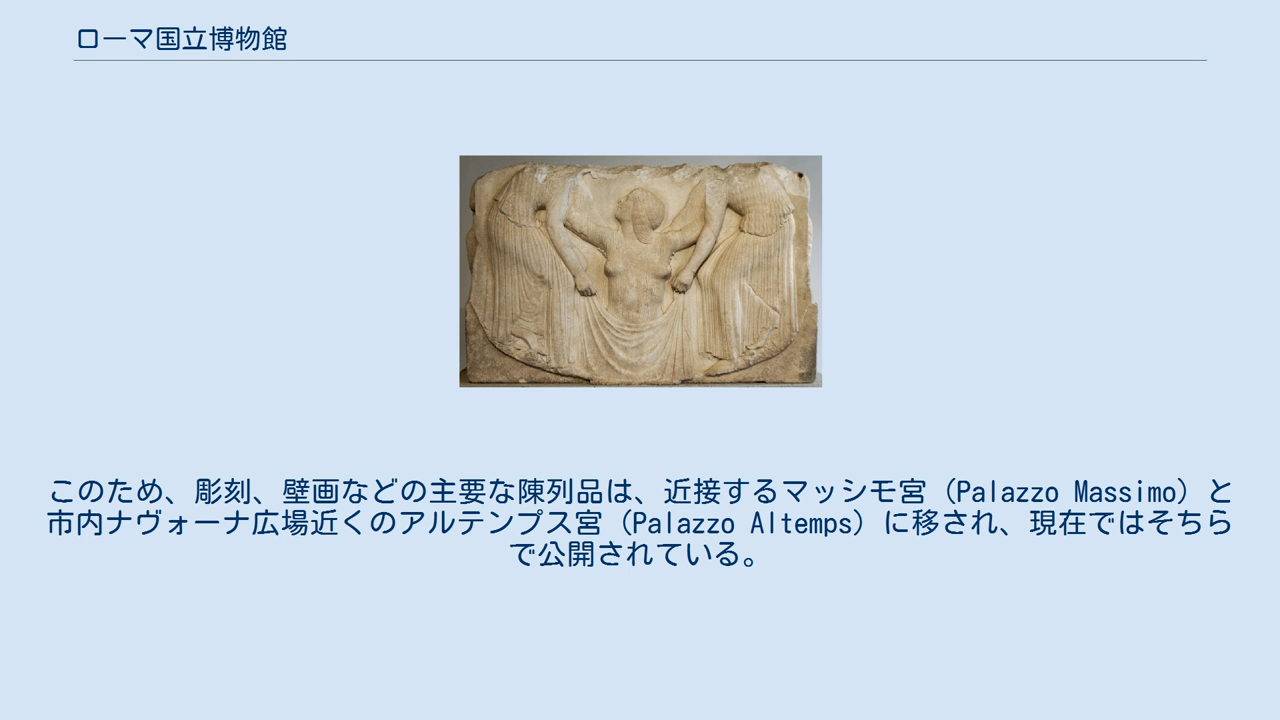 ローマ国立博物館
このため、彫刻、壁画などの主要な陳列品は、近接するマッシモ宮（Palazzo Massimo）と
市内ナヴォーナ広場近くのアルテンプス宮（Palazzo Altemps）に移され、現在ではそちら
で公開されている。